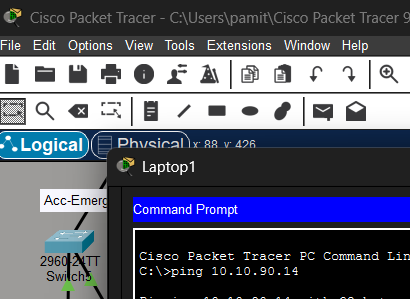 Cisco Packet Tracer - C:\Users\pamit\Cisco Packet Tracer 9
File Edit Options View Tools Extensions Window Help
Logical Physical x: 88, y: 426
Laptop1
Acc-Emerg
Command Prompt
Cisco Packet Tracer PC Command Lin
C:\>ping 10.10.90.14
2960-24TT
Switch5